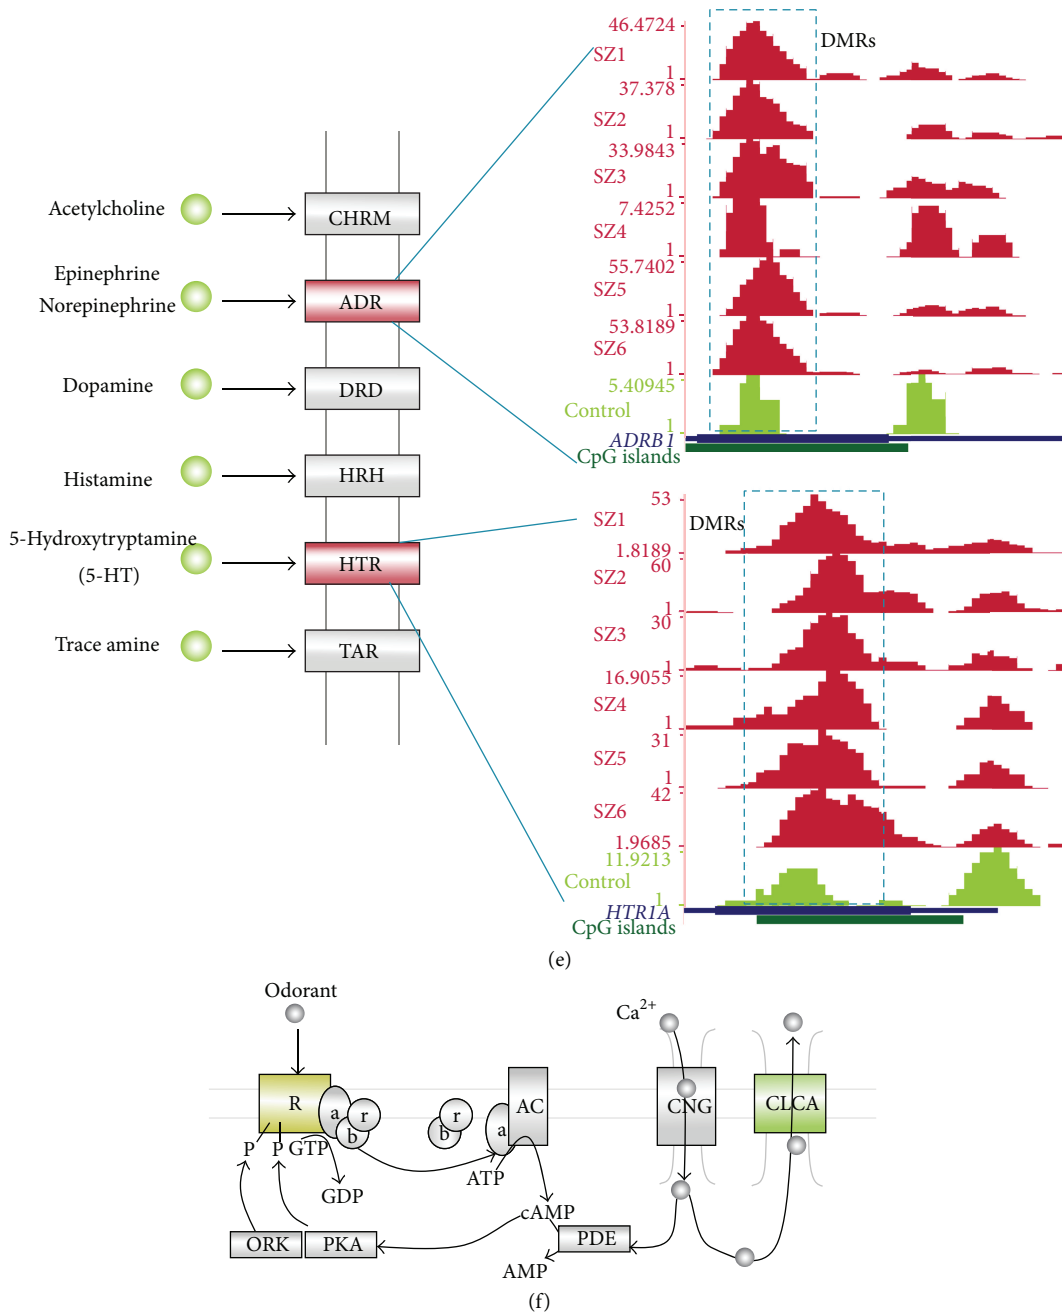 Acetylcholine
CHRM
Epinephrine
Norepinephrine
ADR
Dopamine
DRD
Histamine
HRH
5-Hydroxytryptamine
(5-HT)
HTR
Trace amine
TAR
46.4724
DMRs
SZ1
1
37.378
SZ2
1
33.9843
SZ3
1
7.4252
SZ4
1
55.7402
SZ5
1
53.8189
SZ6
1
5.40945
Control
1
ADRB1
CpG islands
53
SZ1
DMRs
1.8189
60
SZ2
1
30
SZ3
1
16.9055
SZ4
1
31
SZ5
1
42
SZ6
1.9685
11.9213
Control
1
HTR1A
CpG islands
(e)
Odorant
Ca2+
R
a
r
b
r
b
a
AC
CNG
CLCA
P
P
GTP
GDP
ATP
cAMP
ORK
PKA
PDE
AMP
(f)